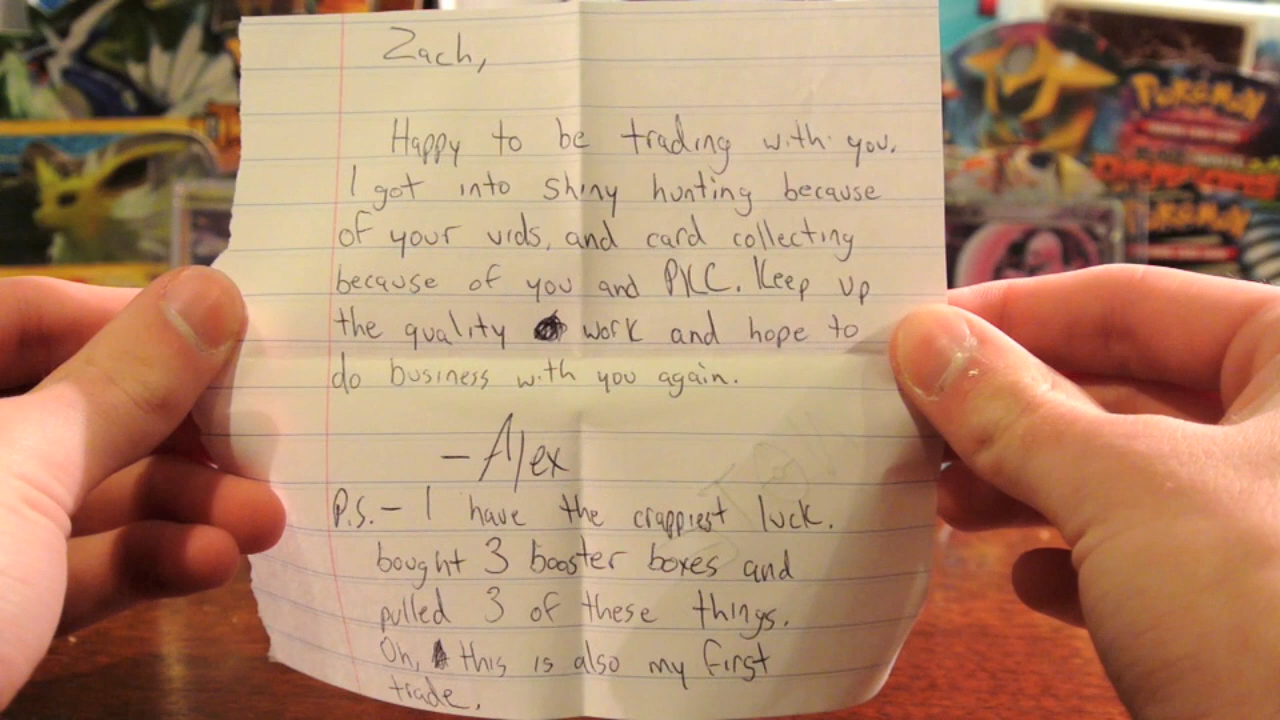 Zach,
Happy to be trading with you.
I got into shiny hunting because
of your vids, and card collecting
because of you and PKC. Keep up
the quality work and hope to
do business with you again.
- Alex
P.S. - I have the crappiest luck.
bought 3 booster boxes and
pulled 3 of these things.
Oh, this is also my first
trade.
POKéMON
POKéMON